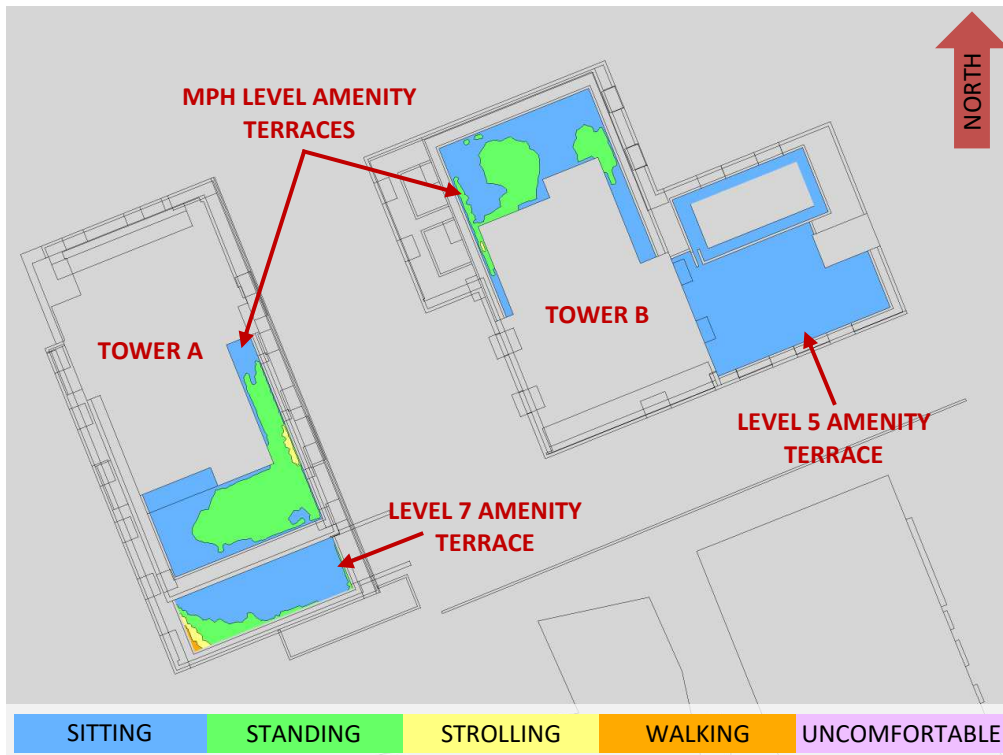 NORTH
MPH LEVEL AMENITY
TERRACES
TOWER A
TOWER B
LEVEL 5 AMENITY
TERRACE
LEVEL 7 AMENITY
TERRACE
SITTING
STANDING
STROLLING
WALKING
UNCOMFORTABLE